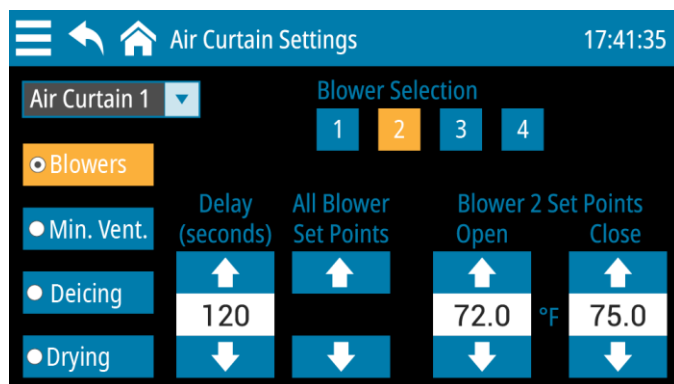 Air Curtain Settings 17:41:35
Air Curtain 1
Blower Selection
1 2 3 4
Blowers
Min. Vent.
Deicing
Drying
Delay
(seconds)
120
All Blower
Set Points
Blower 2 Set Points
Open Close
72.0 °F 75.0